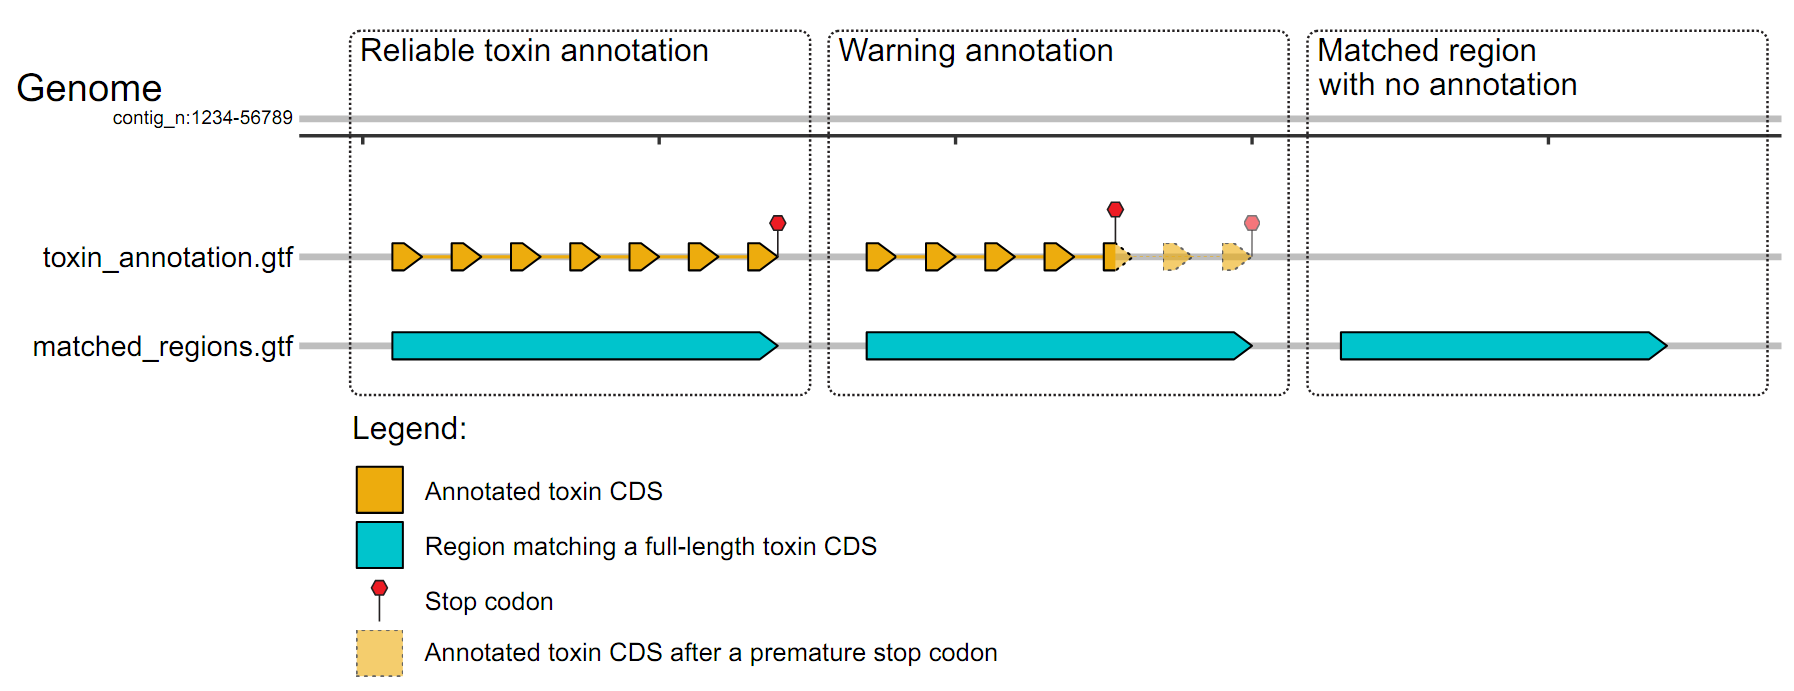 Reliable toxin annotation
Warning annotation
Matched region
with no annotation
Genome
contig_n:1234-56789
toxin_annotation.gtf
matched_regions.gtf
Legend:
Annotated toxin CDS
Region matching a full-length toxin CDS
Stop codon
Annotated toxin CDS after a premature stop codon